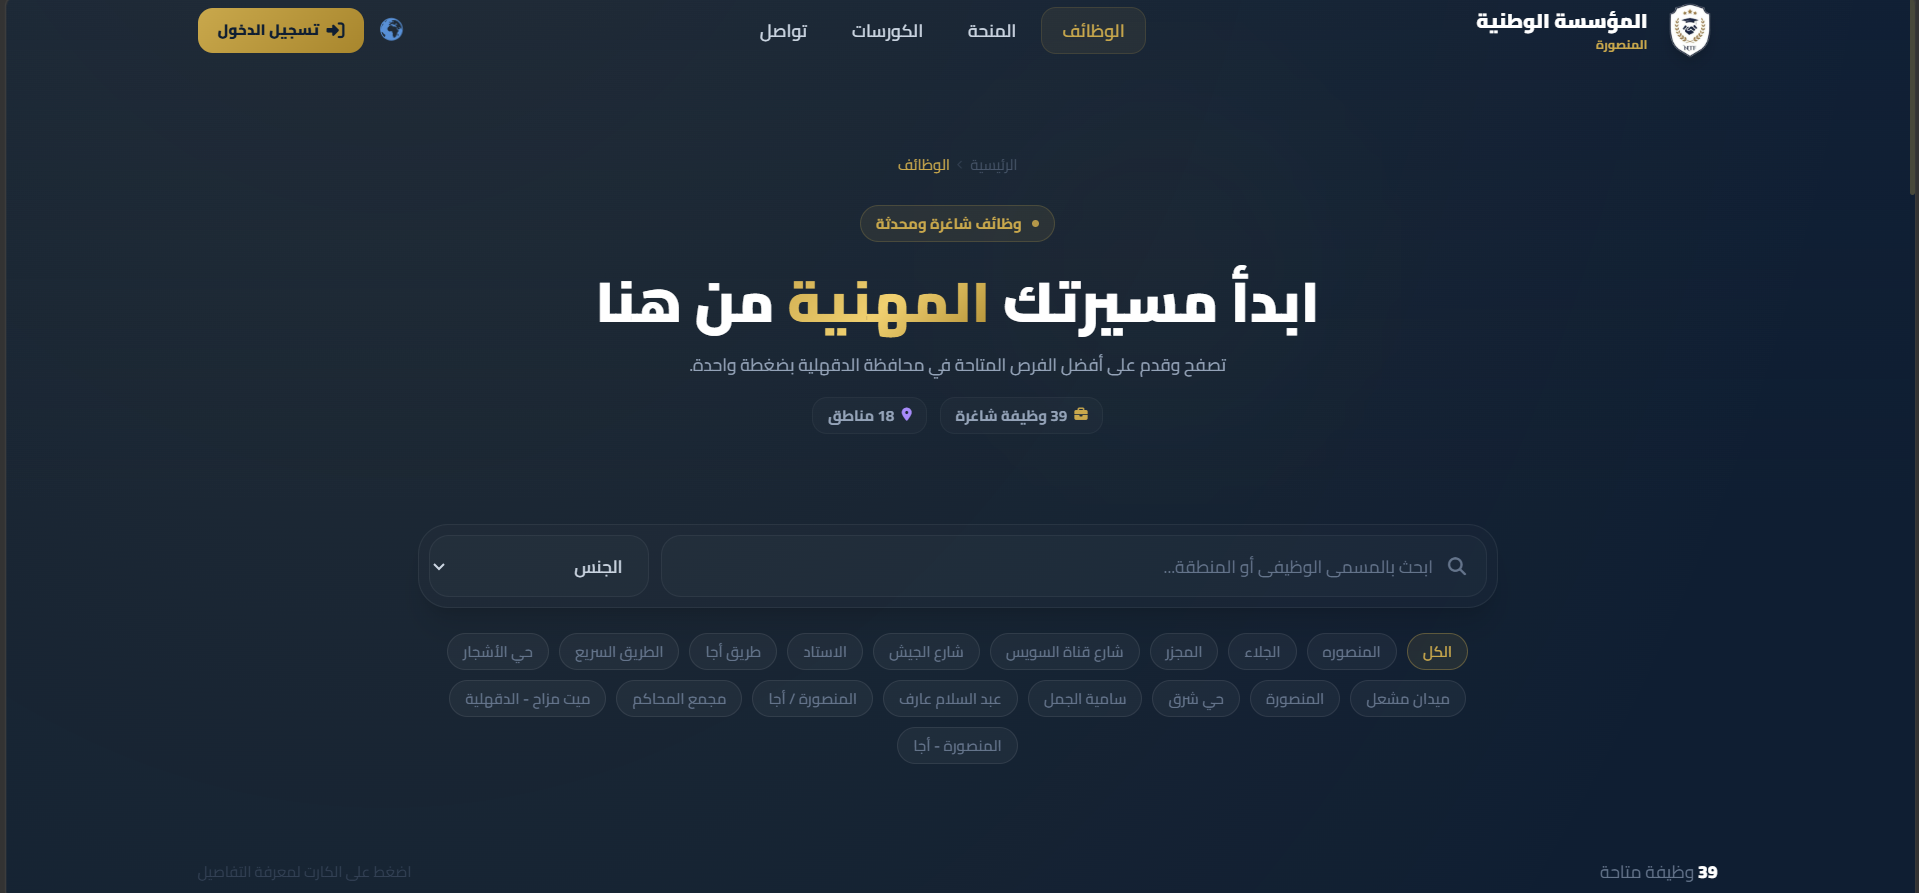 المؤسسة الوطنية
المنصورة
الوظائف
المنحة
الكورسات
تواصل
تسجيل الدخول
الرئيسية › الوظائف
وظائف شاغرة ومحدثة
ابدأ مسيرتك المهنية من هنا
تصفح وقدم على أفضل الفرص المتاحة في محافظة الدقهلية بضغطة واحدة.
39 وظيفة شاغرة
18 مناطق
ابحث بالمسمى الوظيفي أو المنطقة...
الجنس
الكل
المنصوره
الجلاء
المجزر
شارع قناة السويس
شارع الجيش
الاستاد
طريق أجا
الطريق السريع
حي الأشجار
ميدان مشعل
المنصورة
حي شرق
سامية الجمل
عبد السلام عارف
المنصورة / أجا
مجمع المحاكم
ميت مزاح - الدقهلية
المنصورة - أجا
39 وظيفة متاحة
اضغط على الكارت لمعرفة التفاصيل